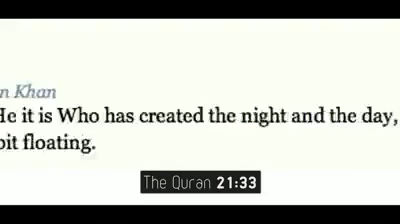 n Khan
He it is Who has created the night and the day,
bit floating.
The Quran 21:33